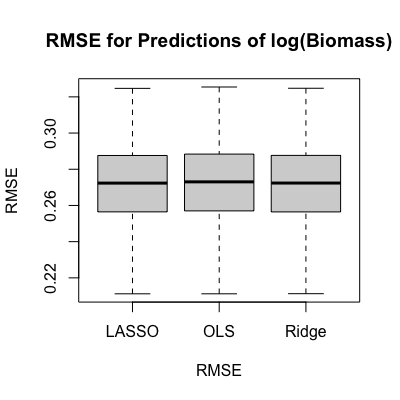 RMSE for Predictions of log(Biomass)
RMSE
0.30
0.26
0.22
LASSO OLS Ridge
RMSE